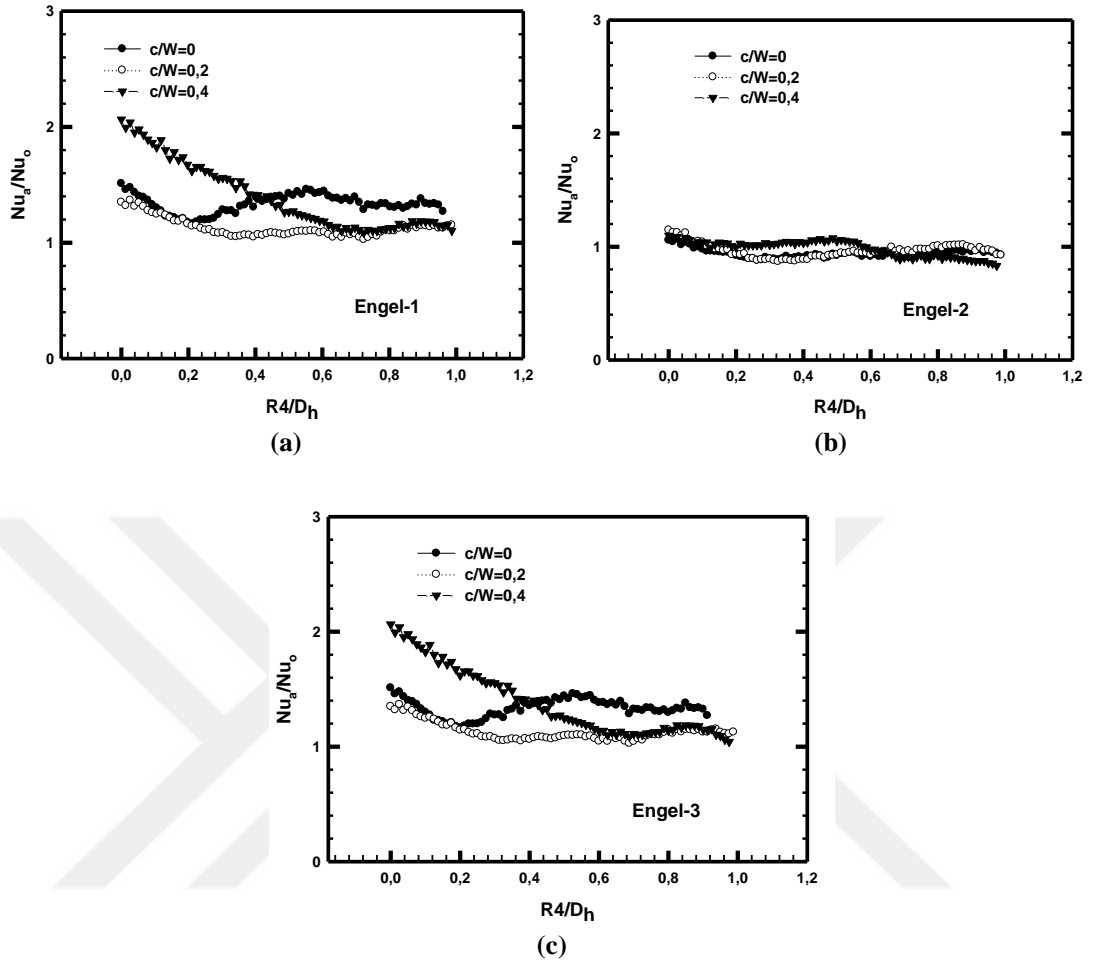 3
c/W=0
c/W=0,2
c/W=0,4
2
Nua/Nuo
1
Engel-1
0
0,0 0,2 0,4 0,6 0,8 1,0 1,2
R4/Dh
(a)
3
c/W=0
c/W=0,2
c/W=0,4
2
Nua/Nuo
1
Engel-2
0
0,0 0,2 0,4 0,6 0,8 1,0 1,2
R4/Dh
(b)
3
c/W=0
c/W=0,2
c/W=0,4
2
Nua/Nuo
1
Engel-3
0
0,0 0,2 0,4 0,6 0,8 1,0 1,2
R4/Dh
(c)